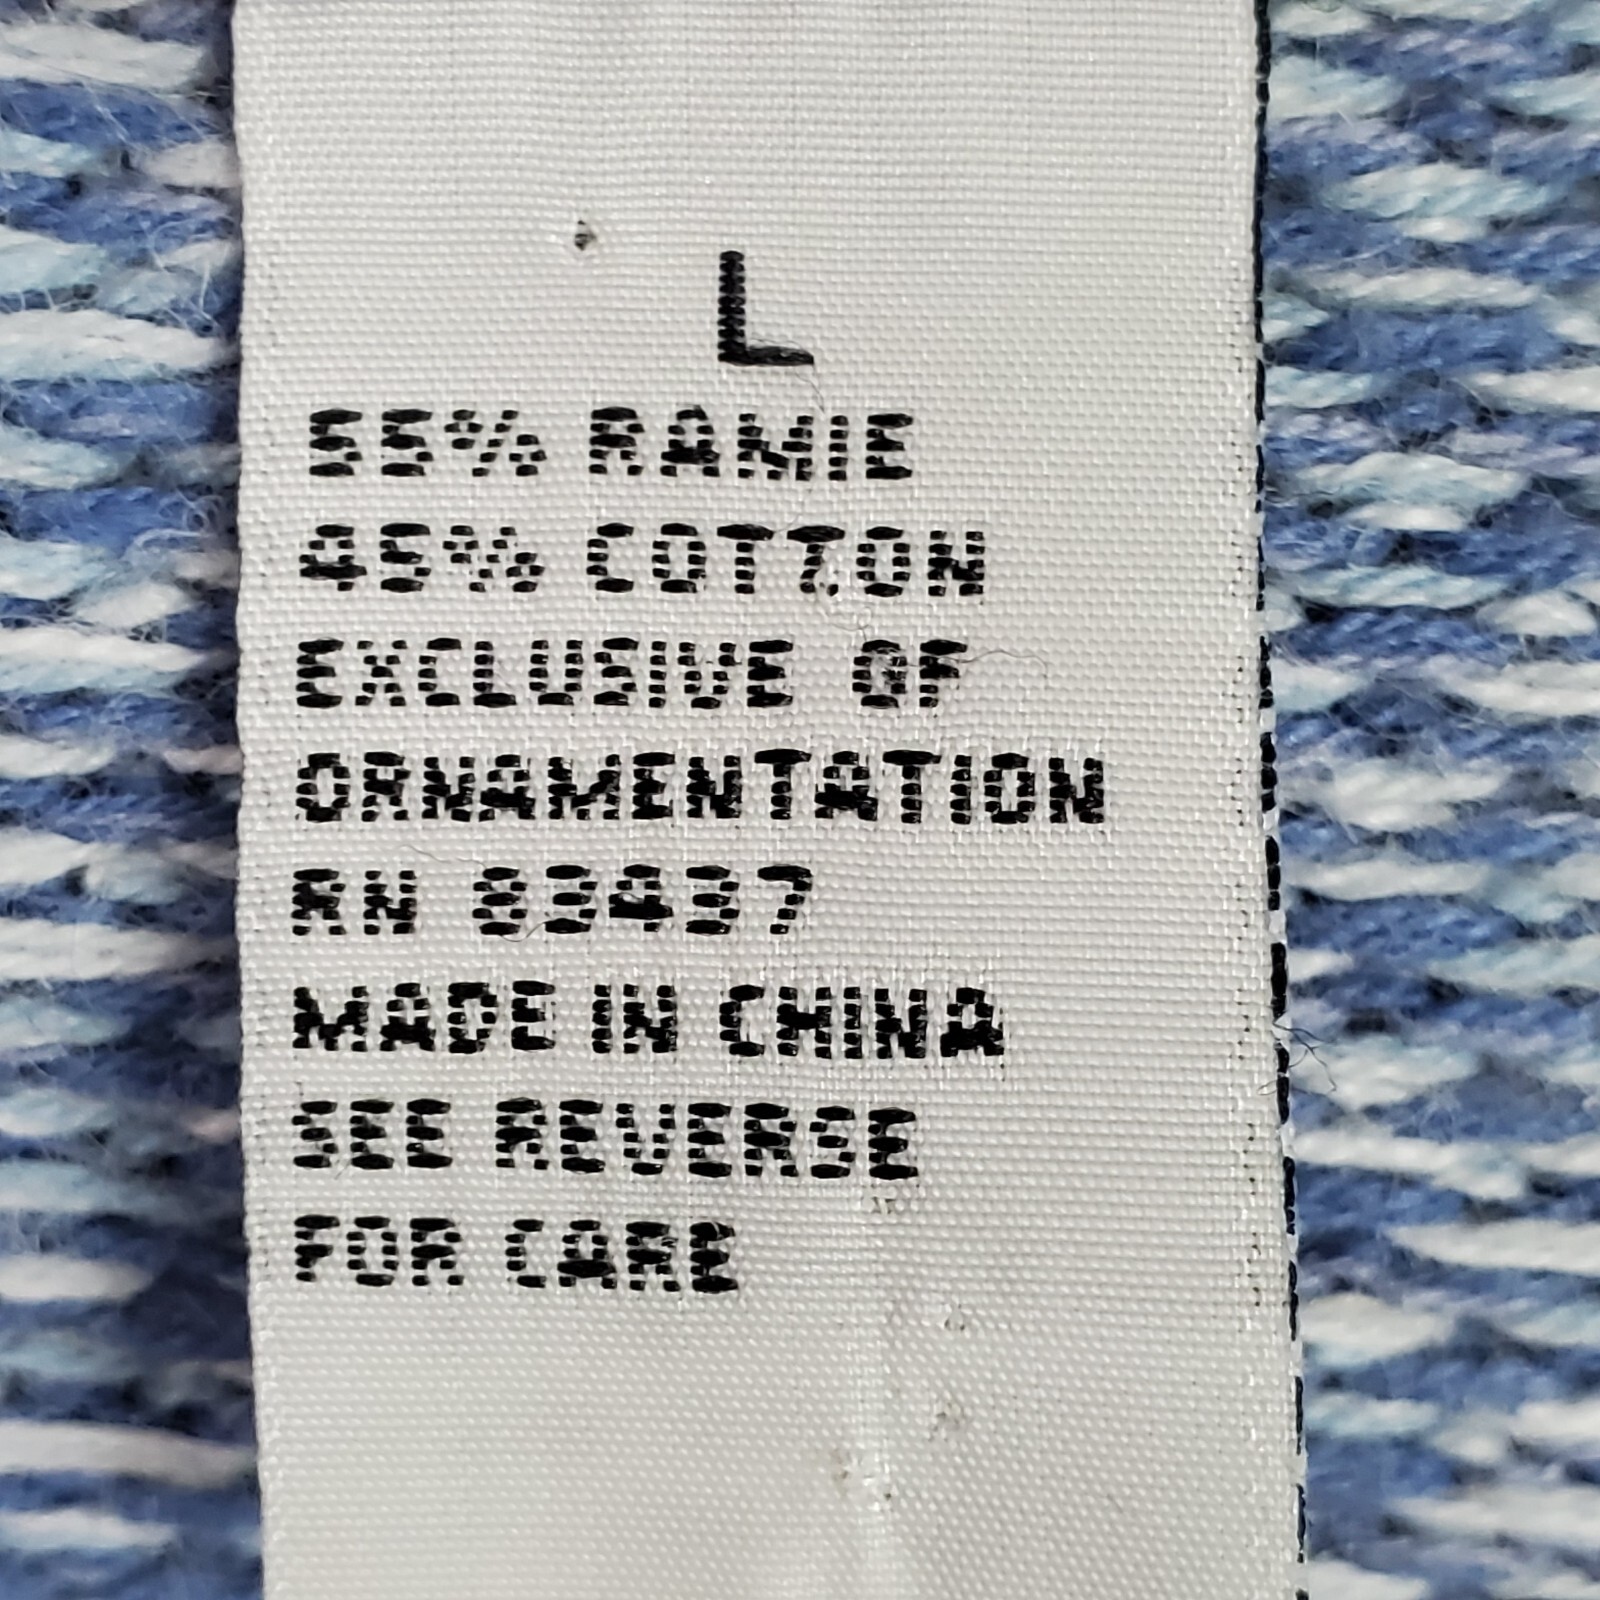 L
55% RAMIE
45% COTTON
EXCLUSIVE OF
ORNAMENTATION
RN 83437
MADE IN CHINA
SEE REVERSE
FOR CARE